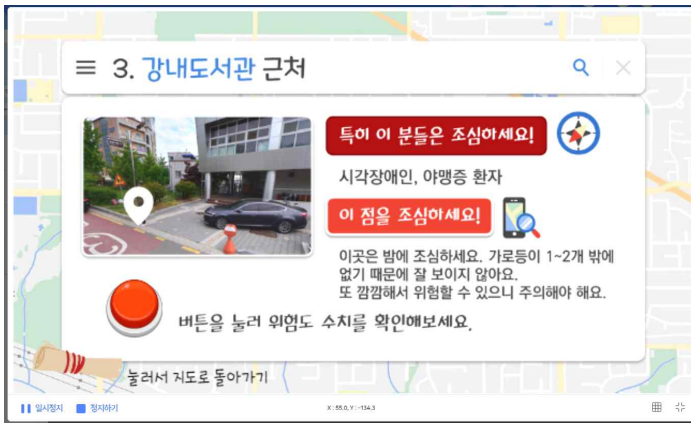 3. 강내도서관 근처
특히 이 분들은 조심하세요!
시각장애인, 야맹증 환자
이 점을 조심하세요!
이곳은 밤에 조심하세요. 가로등이 1~2개 밖에
없기 때문에 잘 보이지 않아요.
또 깜깜해서 위험할 수 있으니 주의해야 해요.
버튼을 눌러 위험도 수치를 확인해보세요.
눌러서 지도로 돌아가기
일시정지 정지하기 X : 55.0, Y : -134.3